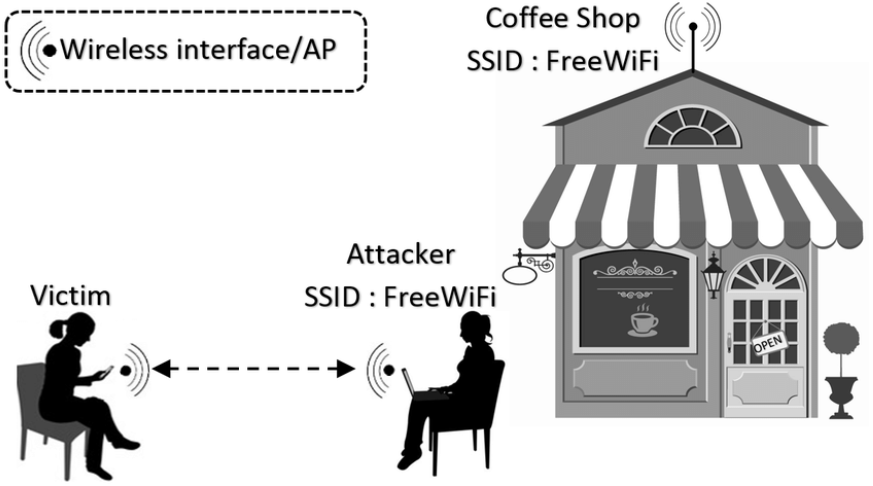 Wireless interface/AP
Coffee Shop
SSID : FreeWiFi
Attacker
SSID : FreeWiFi
Victim
OPEN